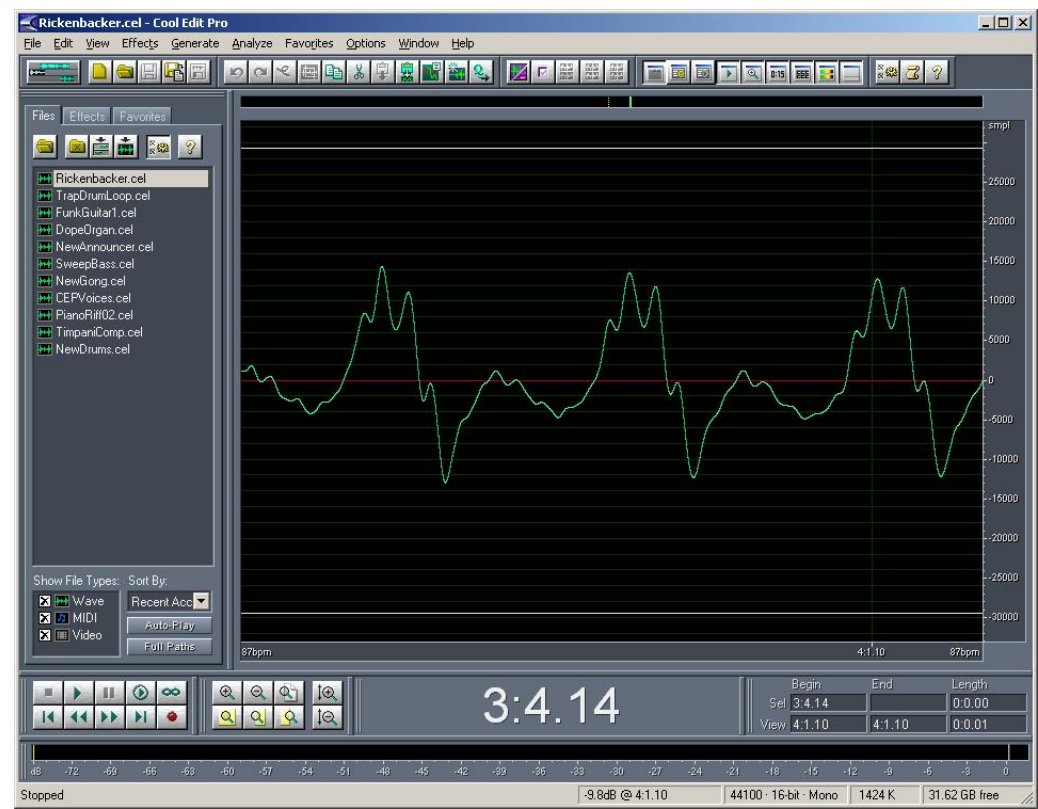 Rickenbacker.cel - Cool Edit Pro
File Edit View Effects Generate Analyze Favorites Options Window Help
0:15
Files Effects Favorites
Rickenbacker.cel
TrapDrumLoop.cel
FunkGuitar1.cel
DopeOrgan.cel
NewAnnouncer.cel
SweepBass.cel
NewGong.cel
CEPVoices.cel
PianoRiff02.cel
TimpaniComp.cel
NewDrums.cel
Show File Types: Sort By:
Wave Recent Acc
MIDI Auto-Play
Video Full Paths
smpl
25000
20000
15000
10000
5000
0
-5000
-10000
-15000
-20000
-25000
-30000
87bpm 4:1.10 87bpm
3:4.14
Begin End Length
Sel 3:4.14 0:0.00
View 4:1.10 4:1.10 0:0.01
dB -72 -69 -66 -63 -60 -57 -54 -51 -48 -45 -42 -39 -36 -33 -30 -27 -24 -21 -18 -15 -12 -9 -6 -3 0
Stopped -9.8dB @ 4:1.10 44100 · 16-bit · Mono 1424 K 31.62 GB free